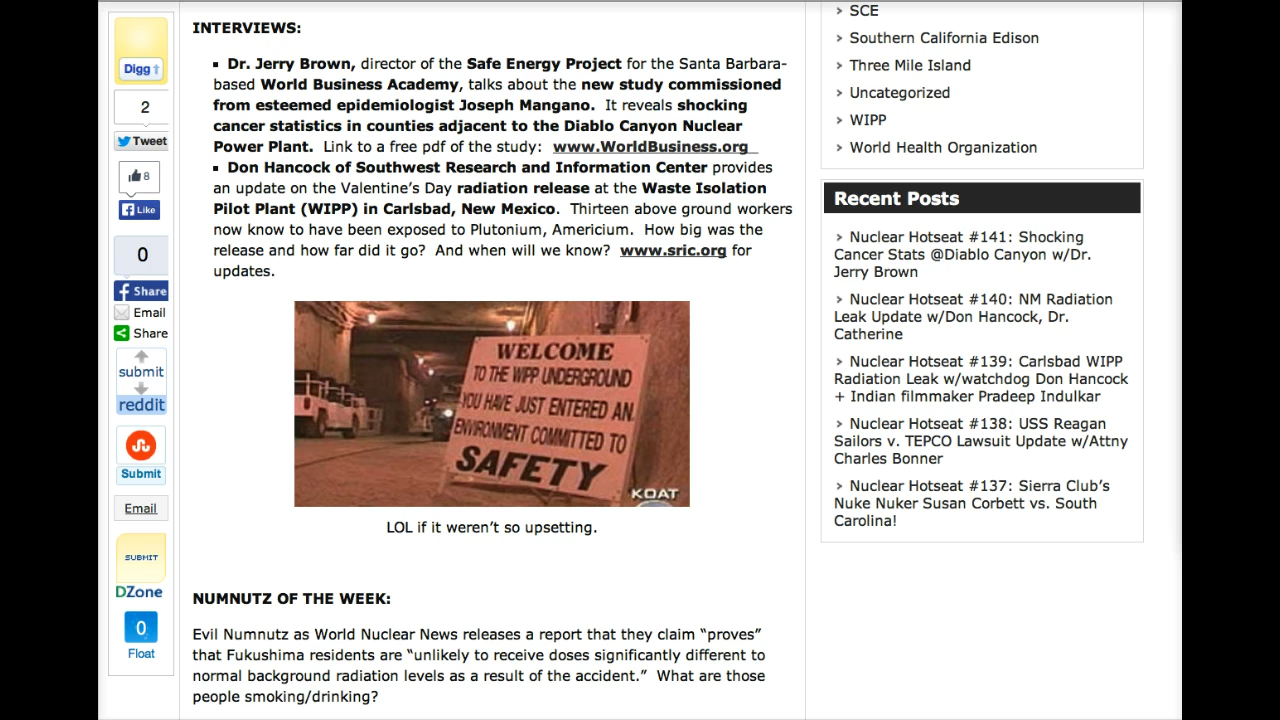 Digg
2
Tweet
8
Like
0
Share
Email
Share
submit
reddit
Submit
Email
SUBMIT
DZone
0
Float
INTERVIEWS:
▪ Dr. Jerry Brown, director of the Safe Energy Project for the Santa Barbara-
based World Business Academy, talks about the new study commissioned
from esteemed epidemiologist Joseph Mangano. It reveals shocking
cancer statistics in counties adjacent to the Diablo Canyon Nuclear
Power Plant. Link to a free pdf of the study: www.WorldBusiness.org
▪ Don Hancock of Southwest Research and Information Center provides
an update on the Valentine's Day radiation release at the Waste Isolation
Pilot Plant (WIPP) in Carlsbad, New Mexico. Thirteen above ground workers
now know to have been exposed to Plutonium, Americium. How big was the
release and how far did it go? And when will we know? www.sric.org for
updates.
WELCOME
TO THE WIPP UNDERGROUND
YOU HAVE JUST ENTERED AN
ENVIRONMENT COMMITTED TO
SAFETY
KOAT
LOL if it weren't so upsetting.
NUMNUTZ OF THE WEEK:
Evil Numnutz as World Nuclear News releases a report that they claim “proves”
that Fukushima residents are “unlikely to receive doses significantly different to
normal background radiation levels as a result of the accident.” What are those
people smoking/drinking?
› SCE
› Southern California Edison
› Three Mile Island
› Uncategorized
› WIPP
› World Health Organization
Recent Posts
› Nuclear Hotseat #141: Shocking
Cancer Stats @Diablo Canyon w/Dr.
Jerry Brown
› Nuclear Hotseat #140: NM Radiation
Leak Update w/Don Hancock, Dr.
Catherine
› Nuclear Hotseat #139: Carlsbad WIPP
Radiation Leak w/watchdog Don Hancock
+ Indian filmmaker Pradeep Indulkar
› Nuclear Hotseat #138: USS Reagan
Sailors v. TEPCO Lawsuit Update w/Attny
Charles Bonner
› Nuclear Hotseat #137: Sierra Club's
Nuke Nuker Susan Corbett vs. South
Carolina!